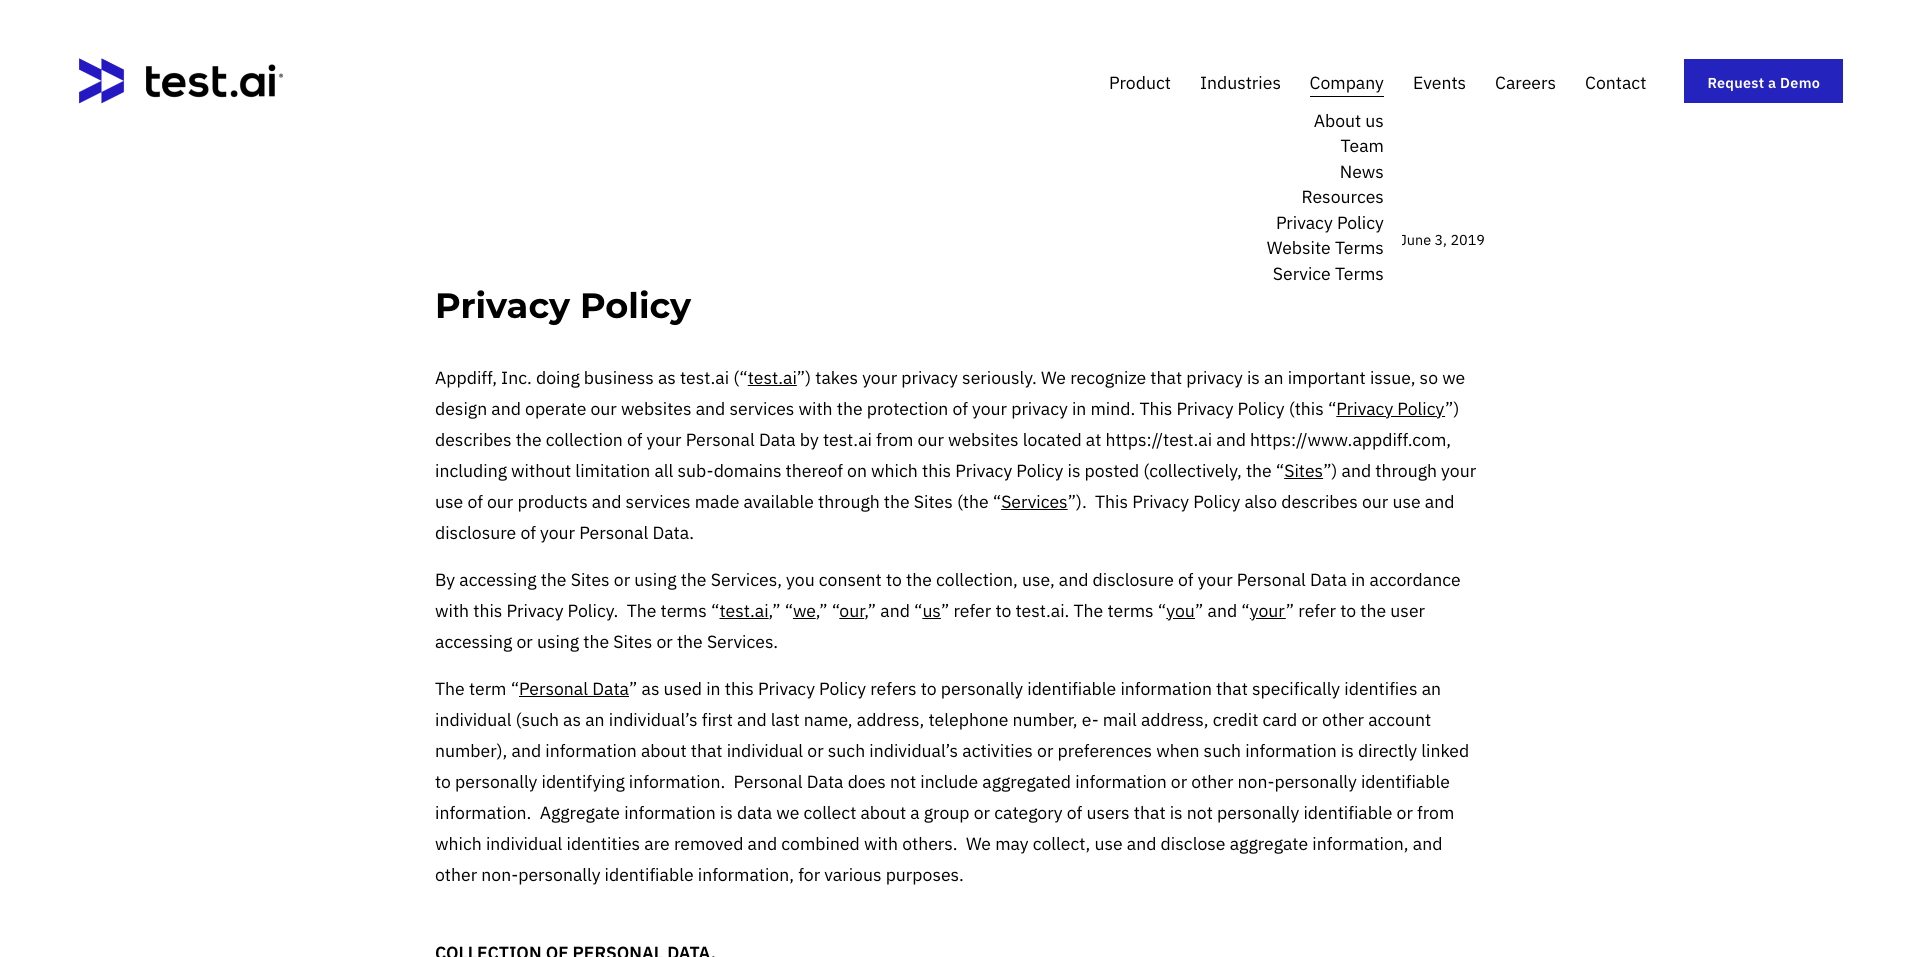 test.ai
Product Industries Company Events Careers Contact Request a Demo
About us
Team
News
Resources
Privacy Policy
Website Terms
Service Terms
June 3, 2019
Privacy Policy
Appdiff, Inc. doing business as test.ai (“test.ai”) takes your privacy seriously. We recognize that privacy is an important issue, so we
design and operate our websites and services with the protection of your privacy in mind. This Privacy Policy (this “Privacy Policy”)
describes the collection of your Personal Data by test.ai from our websites located at https://test.ai and https://www.appdiff.com,
including without limitation all sub-domains thereof on which this Privacy Policy is posted (collectively, the “Sites”) and through your
use of our products and services made available through the Sites (the “Services”).  This Privacy Policy also describes our use and
disclosure of your Personal Data.
By accessing the Sites or using the Services, you consent to the collection, use, and disclosure of your Personal Data in accordance
with this Privacy Policy.  The terms “test.ai,” “we,” “our,” and “us” refer to test.ai. The terms “you” and “your” refer to the user
accessing or using the Sites or the Services.
The term “Personal Data” as used in this Privacy Policy refers to personally identifiable information that specifically identifies an
individual (such as an individual’s first and last name, address, telephone number, e- mail address, credit card or other account
number), and information about that individual or such individual’s activities or preferences when such information is directly linked
to personally identifying information.  Personal Data does not include aggregated information or other non-personally identifiable
information.  Aggregate information is data we collect about a group or category of users that is not personally identifiable or from
which individual identities are removed and combined with others.  We may collect, use and disclose aggregate information, and
other non-personally identifiable information, for various purposes.
COLLECTION OF PERSONAL DATA.